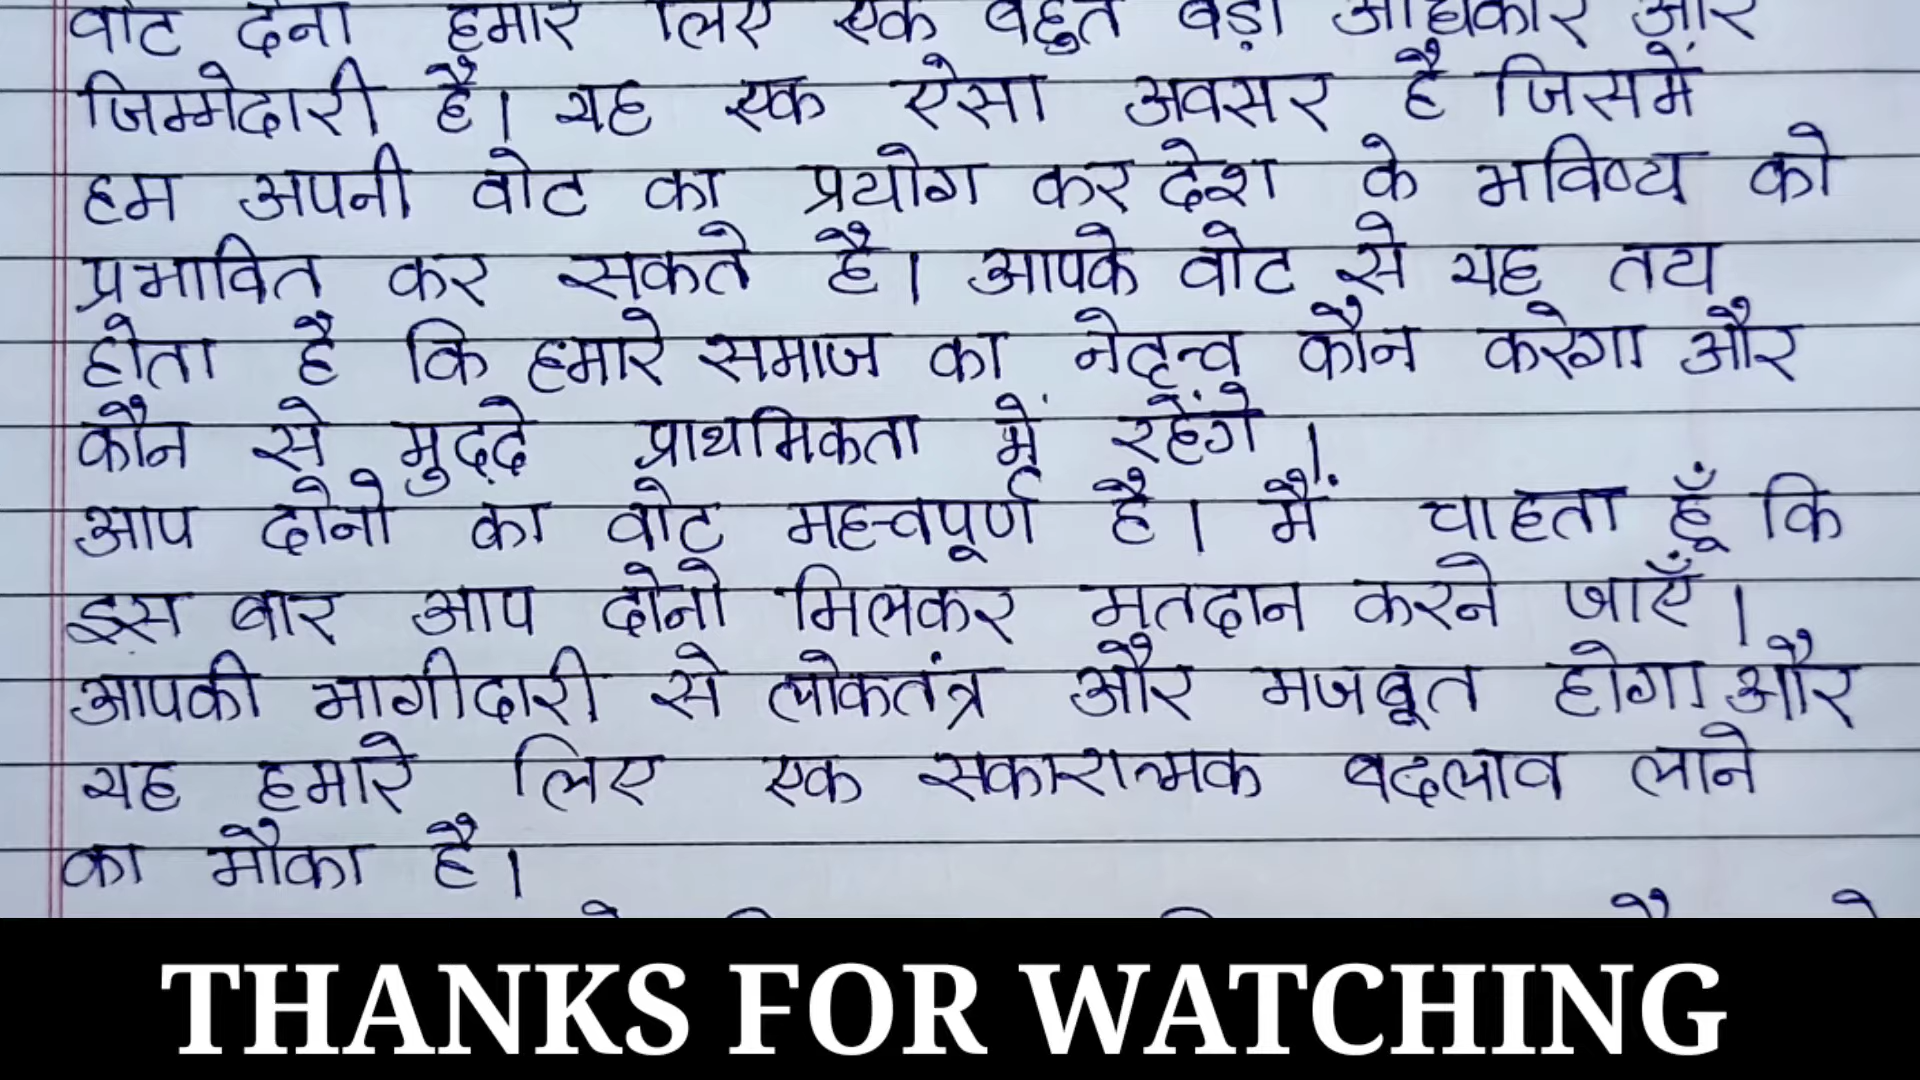 वोट देना हमारे लिए एक बहुत बड़ा अधिकार और
जिम्मेदारी है। यह एक ऐसा अवसर है जिसमें
हम अपनी वोट का प्रयोग कर देश के भविष्य को
प्रभावित कर सकते है। आपके वोट से यह तय
होता है कि हमारे समाज का नेतृत्व कौन करेगा और
कौन से मुद्दे प्राथमिकता में रहेंगे।
आप दोनो का वोट महत्वपूर्ण है। मैं चाहता हूँ कि
इस बार आप दोनो मिलकर मतदान करने जाएँ।
आपकी भागीदारी से लोकतंत्र और मजबूत होगा और
यह हमारे लिए एक सकारात्मक बदलाव लाने
का मौका है।
THANKS FOR WATCHING